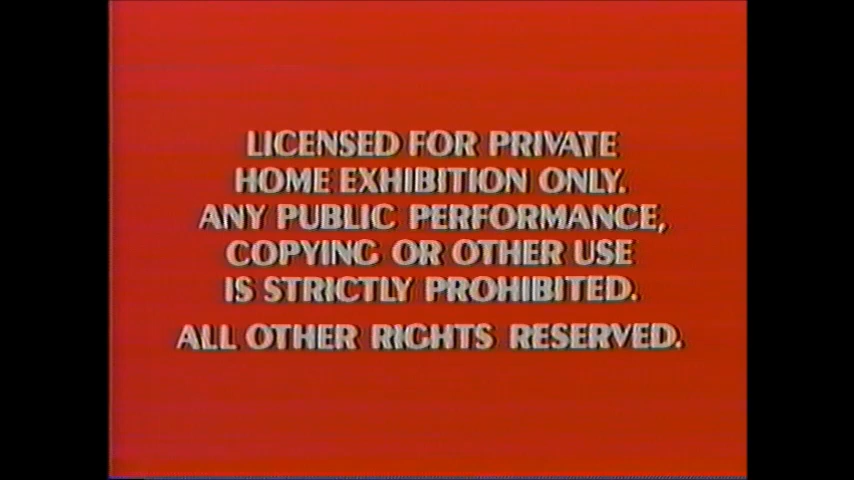 LICENSED FOR PRIVATE
HOME EXHIBITION ONLY.
ANY PUBLIC PERFORMANCE,
COPYING OR OTHER USE
IS STRICTLY PROHIBITED.
ALL OTHER RIGHTS RESERVED.